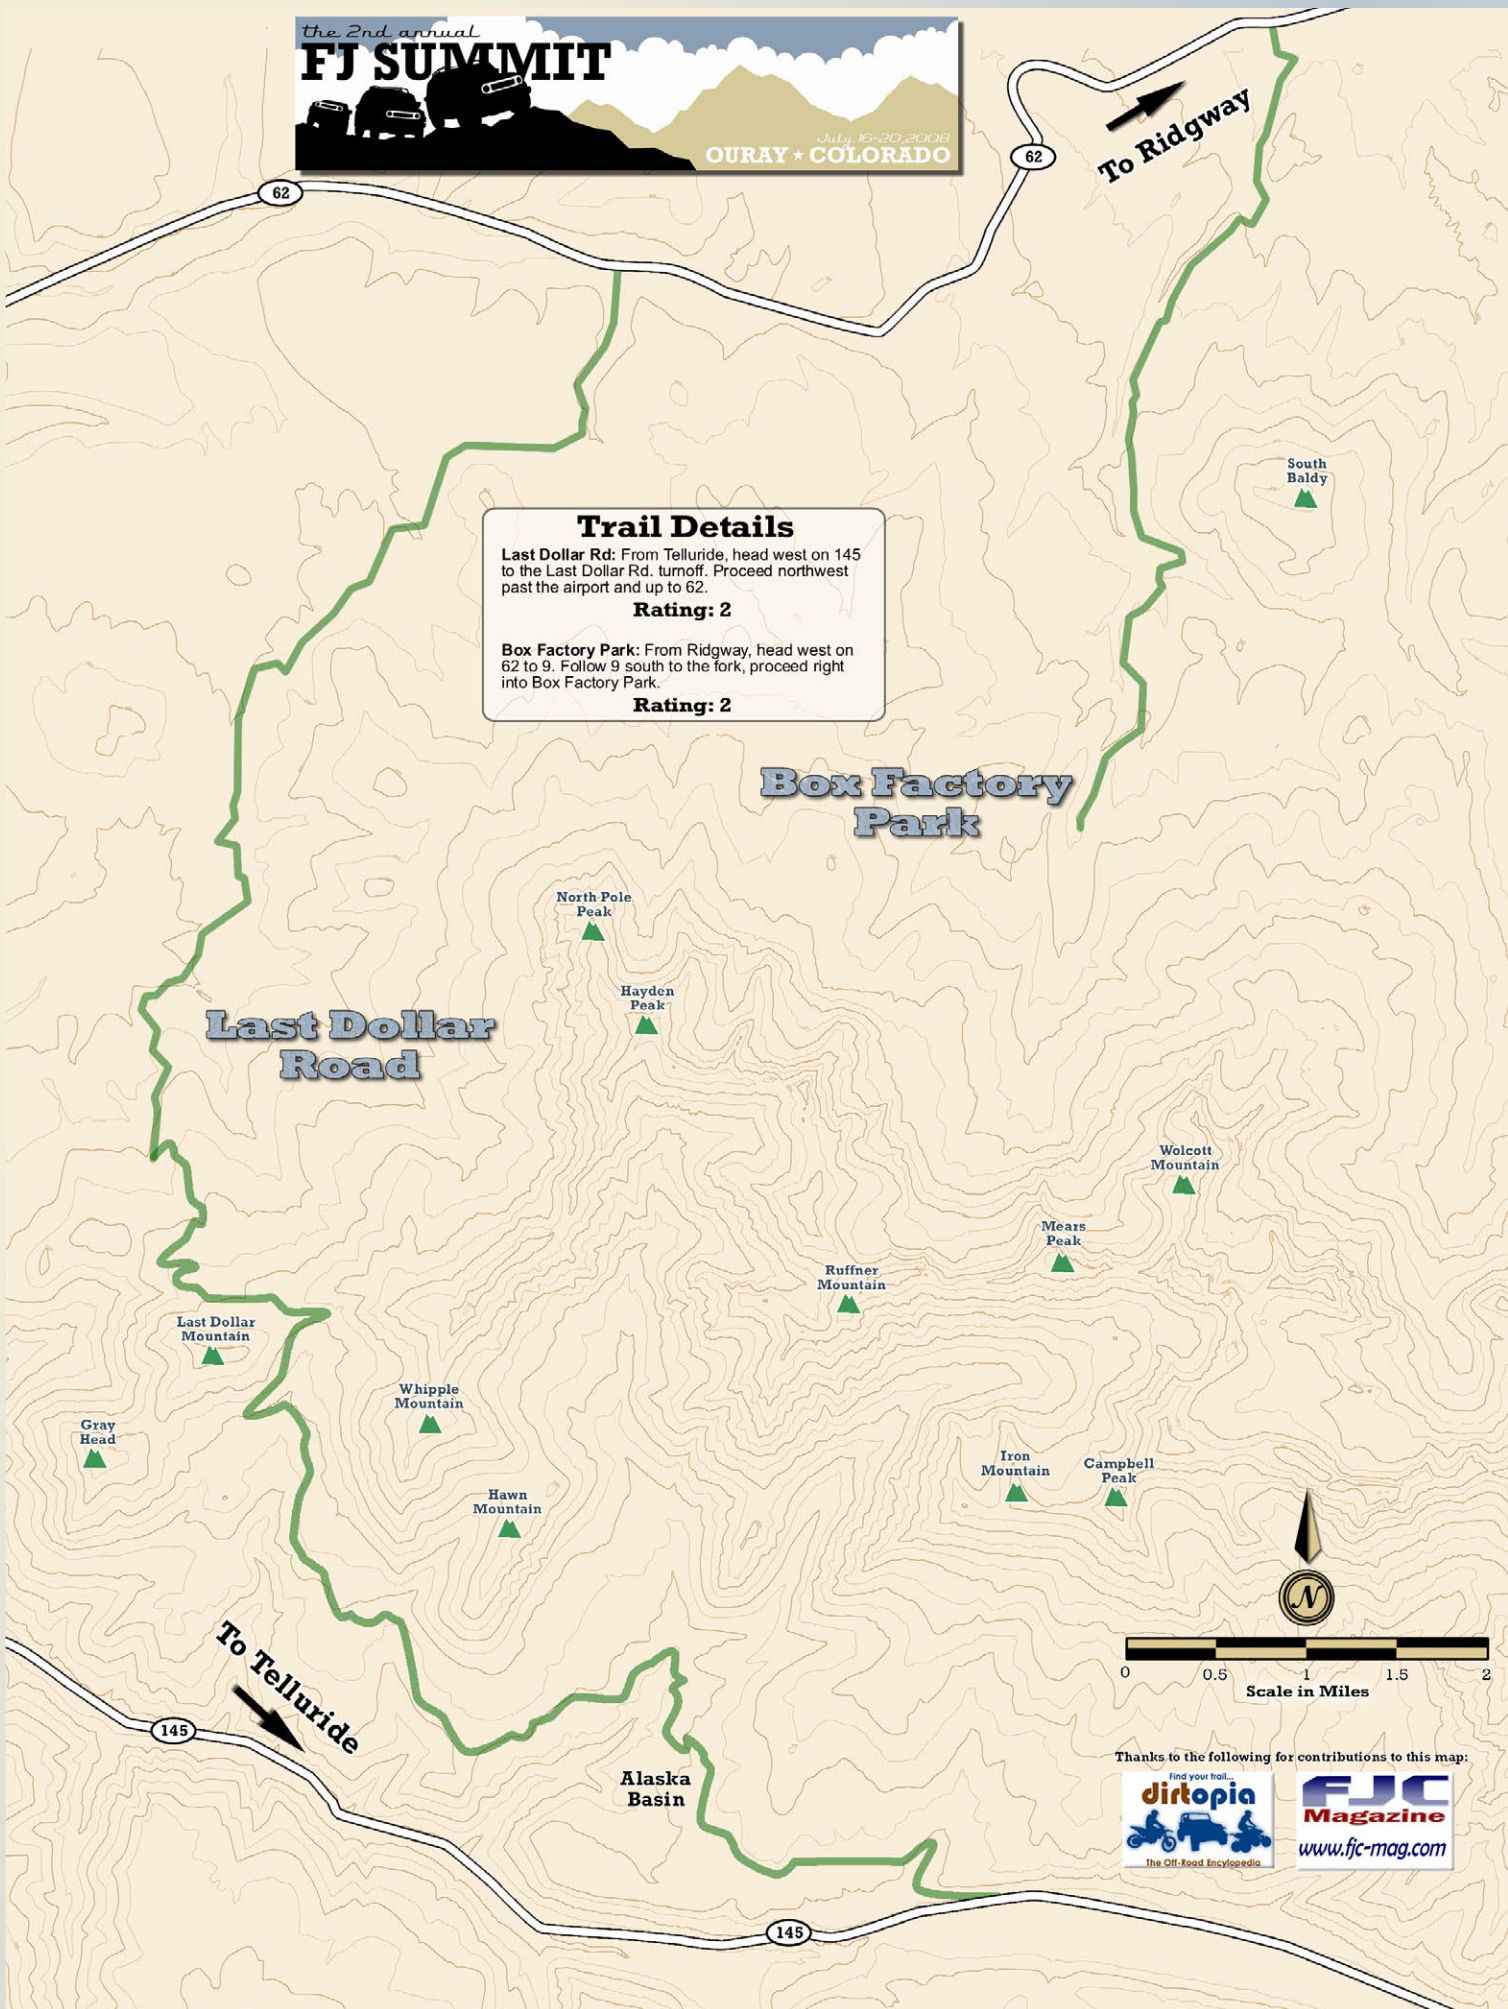 the 2nd annual
FJ SUMMIT
July 16-20, 2008
OURAY ★ COLORADO
62
62
To Ridgway
South
Baldy
Trail Details
Last Dollar Rd: From Telluride, head west on 145
to the Last Dollar Rd. turnoff. Proceed northwest
past the airport and up to 62.
Rating: 2
Box Factory Park: From Ridgway, head west on
62 to 9. Follow 9 south to the fork, proceed right
into Box Factory Park.
Rating: 2
Box Factory
Park
North Pole
Peak
Hayden
Peak
Last Dollar
Road
Wolcott
Mountain
Mears
Peak
Ruffner
Mountain
Last Dollar
Mountain
Whipple
Mountain
Gray
Head
Iron
Mountain
Campbell
Peak
Hawn
Mountain
N
To Telluride
0 0.5 1 1.5 2
Scale in Miles
145
Alaska
Basin
Thanks to the following for contributions to this map:
Find your trail...
dirtopia
The Off-Road Encylopedia
FJC
Magazine
www.fjc-mag.com
145